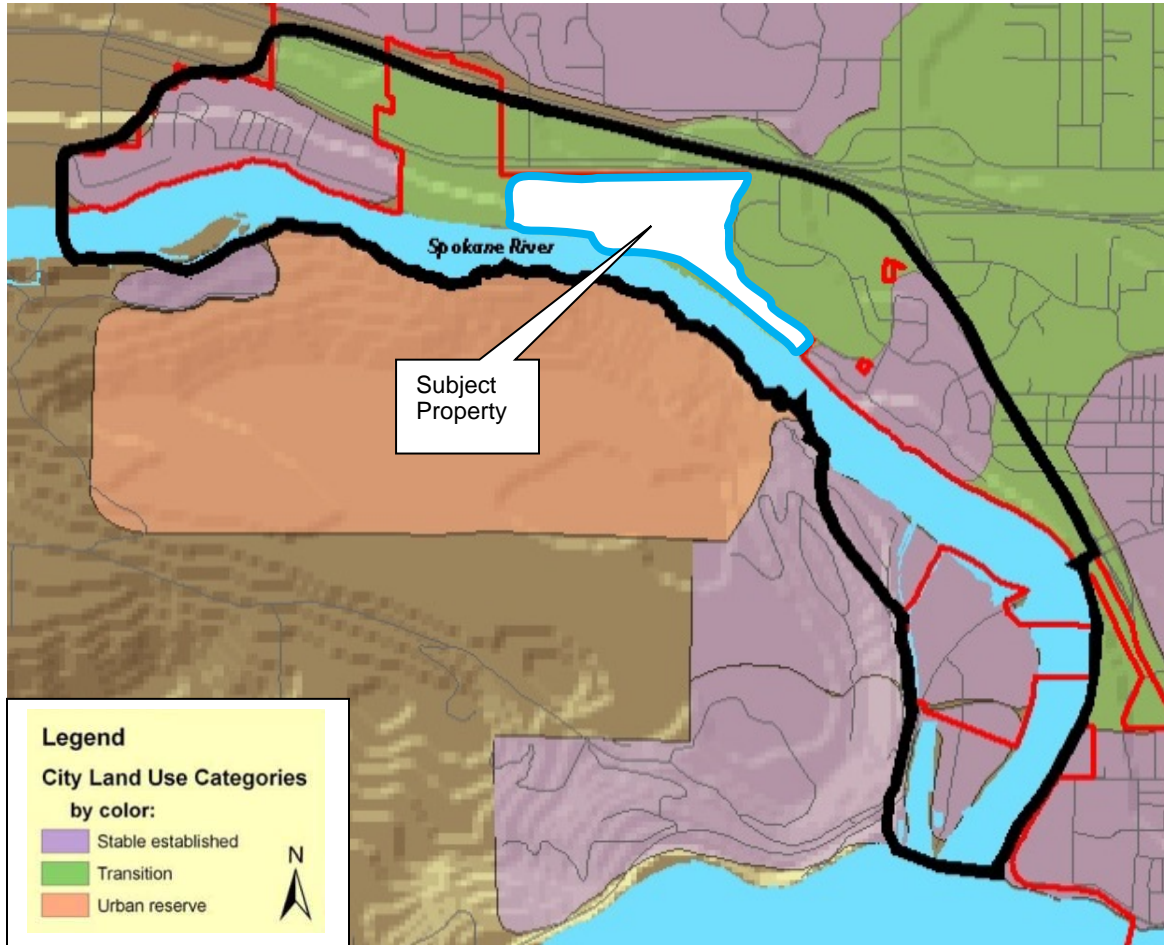 Spokane River
Subject
Property
Legend
City Land Use Categories
by color:
Stable established
Transition
Urban reserve
N